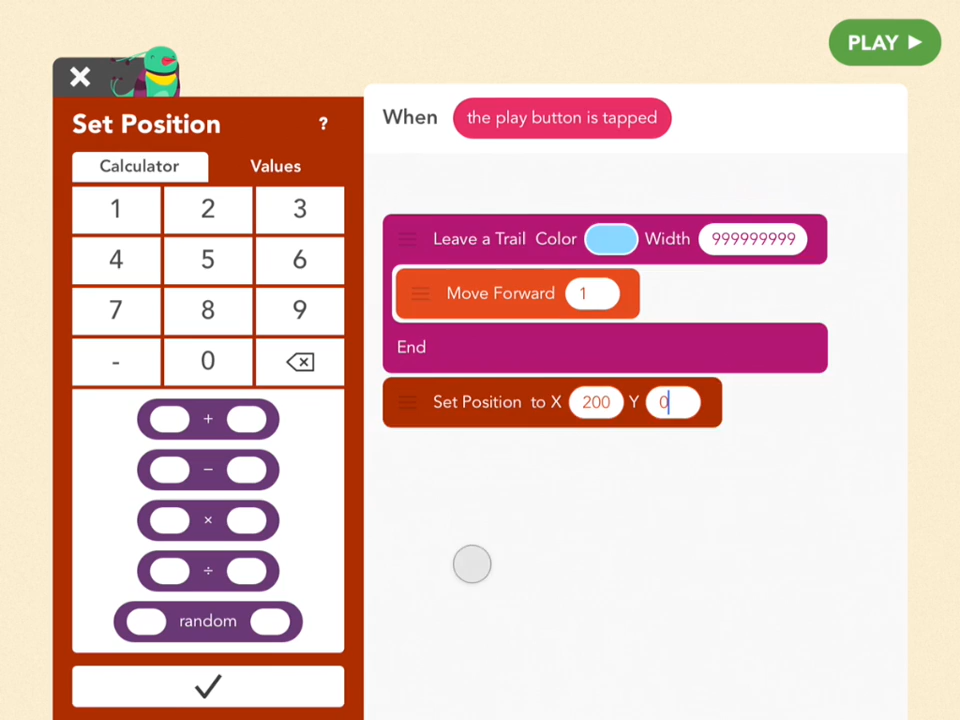 PLAY
Set Position ?
Calculator Values
1 2 3
4 5 6
7 8 9
- 0
+
−
×
÷
random
When the play button is tapped
Leave a Trail Color Width 999999999
Move Forward 1
End
Set Position to X 200 Y 0